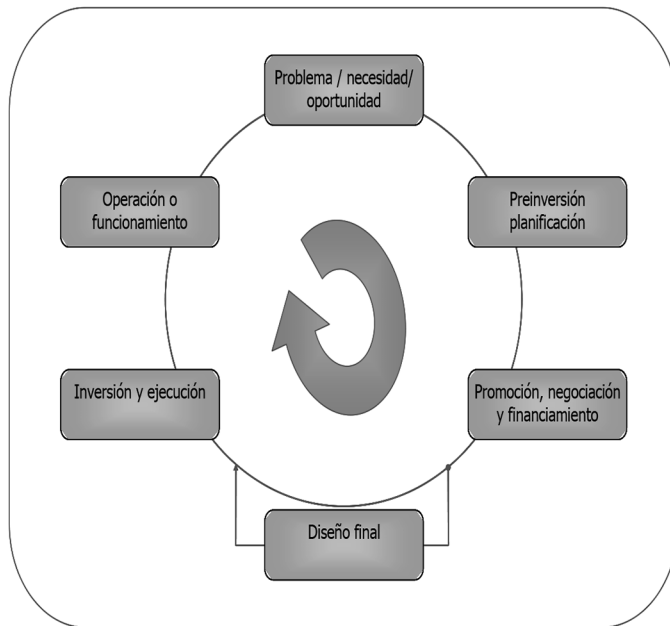 Problema / necesidad/
oportunidad
Preinversión
planificación
Promoción, negociación
y financiamiento
Diseño final
Inversión y ejecución
Operación o
funcionamiento